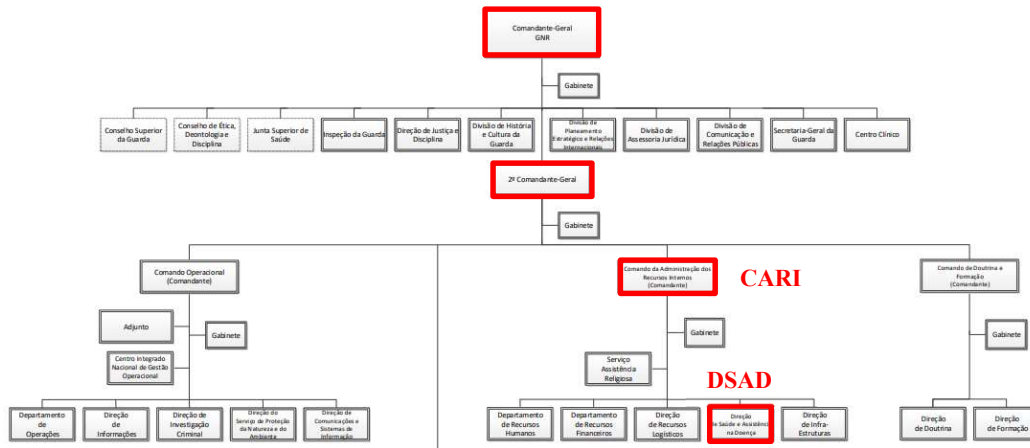 Comandante-Geral
GNR
Gabinete
Conselho Superior
da Guarda
Conselho de Ética,
Deontologia e
Disciplina
Junta Superior de
Saúde
Inspeção da Guarda
Direção de Justiça e
Disciplina
Divisão de História
e Cultura da
Guarda
Divisão de
Planeamento
Estratégico e Relações
Internacionais
Divisão de
Assessoria Jurídica
Divisão de
Comunicação e
Relações Públicas
Secretaria-Geral da
Guarda
Centro Clínico
2º Comandante-Geral
Gabinete
Comando Operacional
(Comandante)
Comando da Administração dos
Recursos Internos
(Comandante)
CARI
Comando de Doutrina e
Formação
(Comandante)
Adjunto
Gabinete
Gabinete
Gabinete
Centro Integrado
Nacional de Gestão
Operacional
Serviço
Assistência
Religiosa
DSAD
Departamento
de
Operações
Direção
de
Informações
Direção de
Investigação
Criminal
Direção do
Serviço de Proteção
da Natureza e do
Ambiente
Direção de
Comunicações e
Sistemas de
Informação
Departamento
de Recursos
Humanos
Departamento
de Recursos
Financeiros
Direção
de Recursos
Logísticos
Direção
de Saúde e Assistência
na Doença
Direção
de Infra-
Estruturas
Direção
de Doutrina
Direção
de Formação